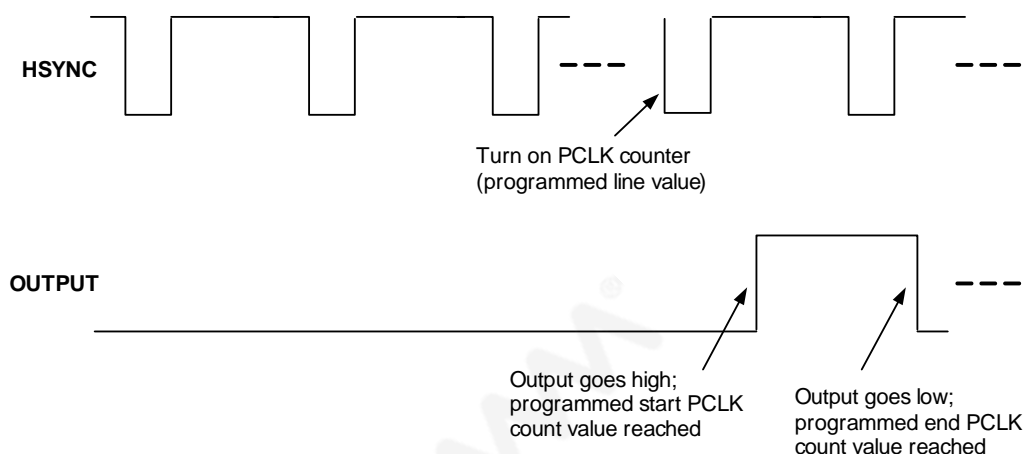 HSYNC
Turn on PCLK counter
(programmed line value)
OUTPUT
Output goes high;
programmed start PCLK
count value reached
Output goes low;
programmed end PCLK
count value reached